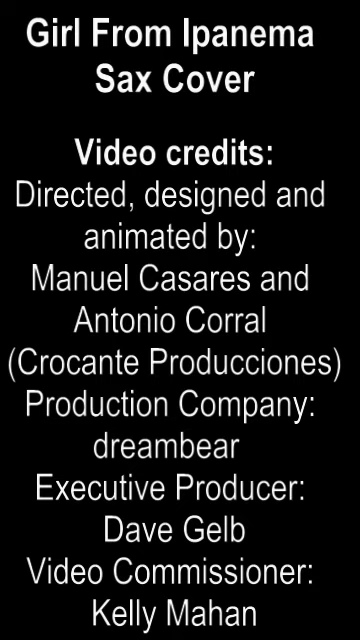 Girl From Ipanema
Sax Cover
Video credits:
Directed, designed and
animated by:
Manuel Casares and
Antonio Corral
(Crocante Producciones)
Production Company:
dreambear
Executive Producer:
Dave Gelb
Video Commissioner:
Kelly Mahan